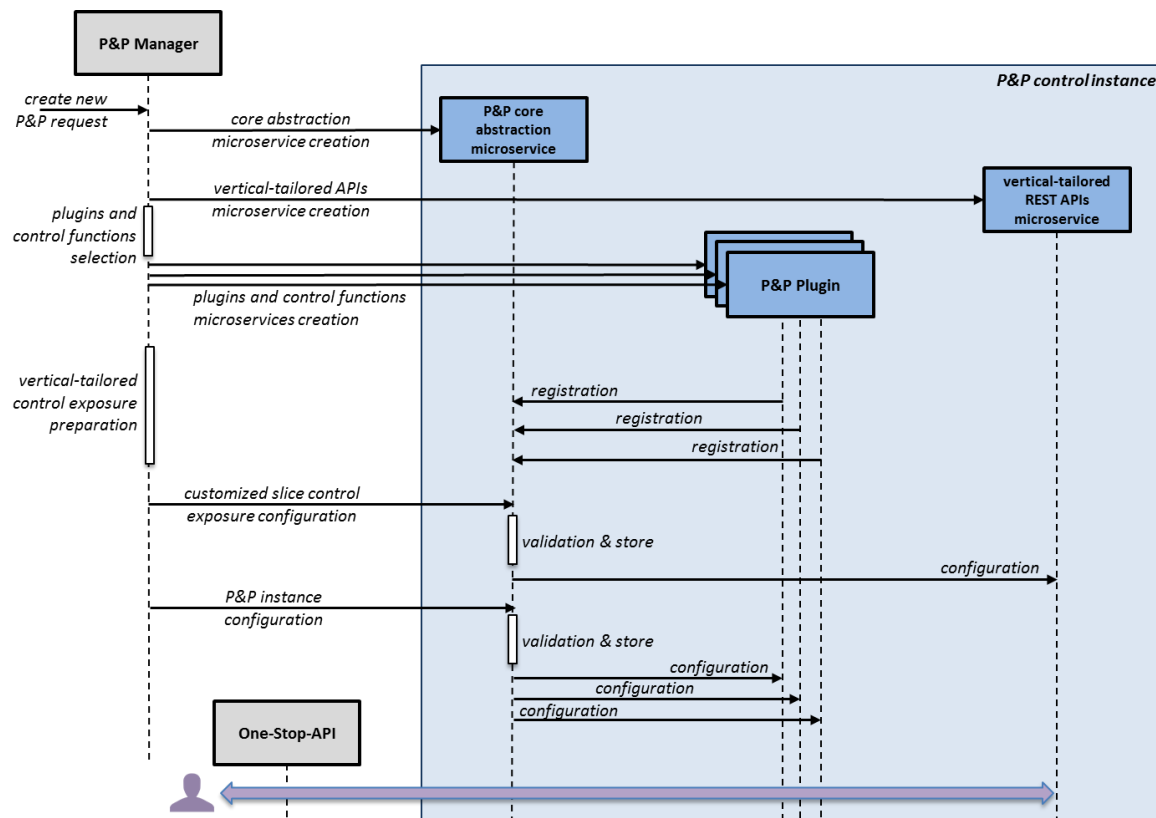 P&P Manager
P&P control instance
create new
P&P request
P&P core
abstraction
microservice
core abstraction
microservice creation
vertical-tailored APIs
microservice creation
vertical-tailored
REST APIs
microservice
plugins and
control functions
selection
P&P Plugin
plugins and control functions
microservices creation
vertical-tailored
control exposure
preparation
registration
registration
registration
customized slice control
exposure configuration
validation & store
configuration
P&P instance
configuration
validation & store
configuration
configuration
configuration
One-Stop-API